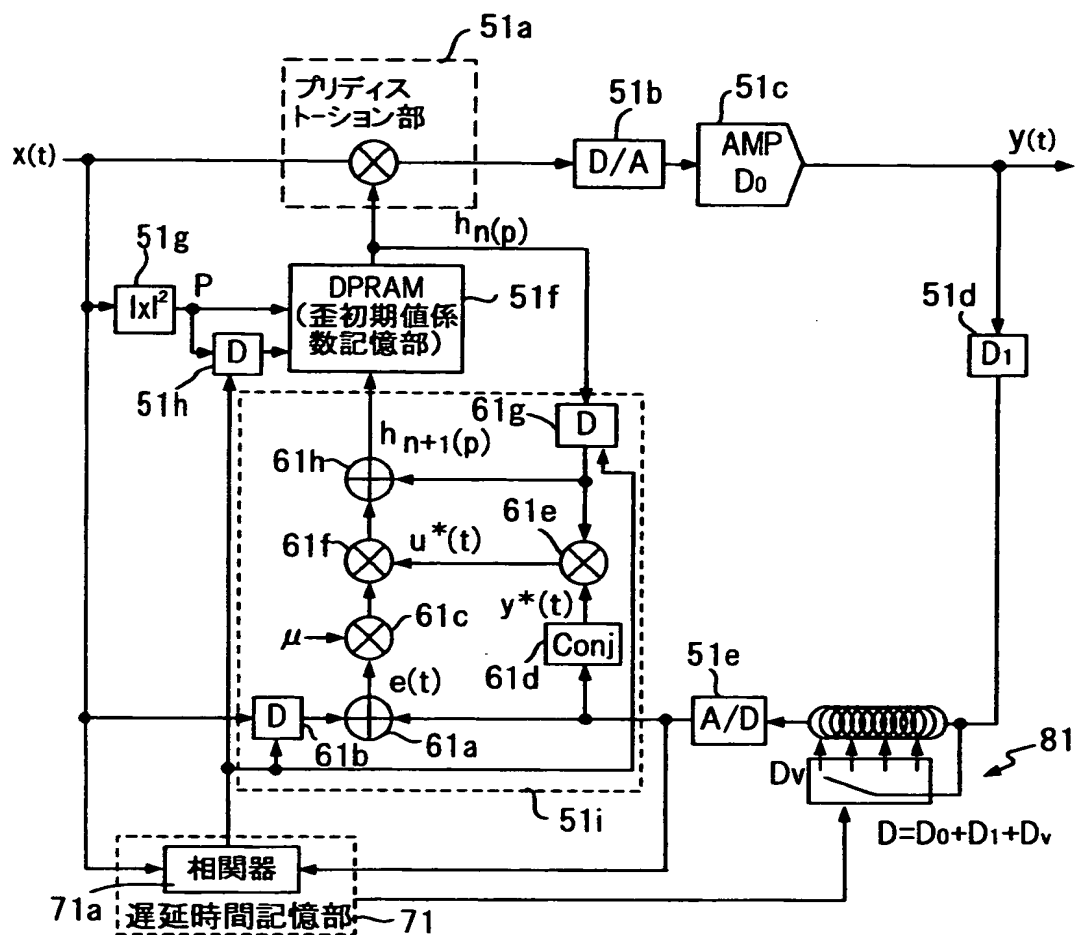 51a
プリディス
トーション部
51b
51c
x(t)
D/A
AMP
D₀
y(t)
hn(p)
51g
|x|²
P
DPRAM
(歪初期値係
数記憶部)
51f
51d
D₁
D
51h
61g
D
hn+1(p)
61h
61e
61f
u*(t)
y*(t)
μ
61c
Conj
61d
51e
e(t)
D
A/D
61b
61a
81
Dv
51i
D=D₀+D₁+Dv
相関器
71a
遅延時間記憶部
71